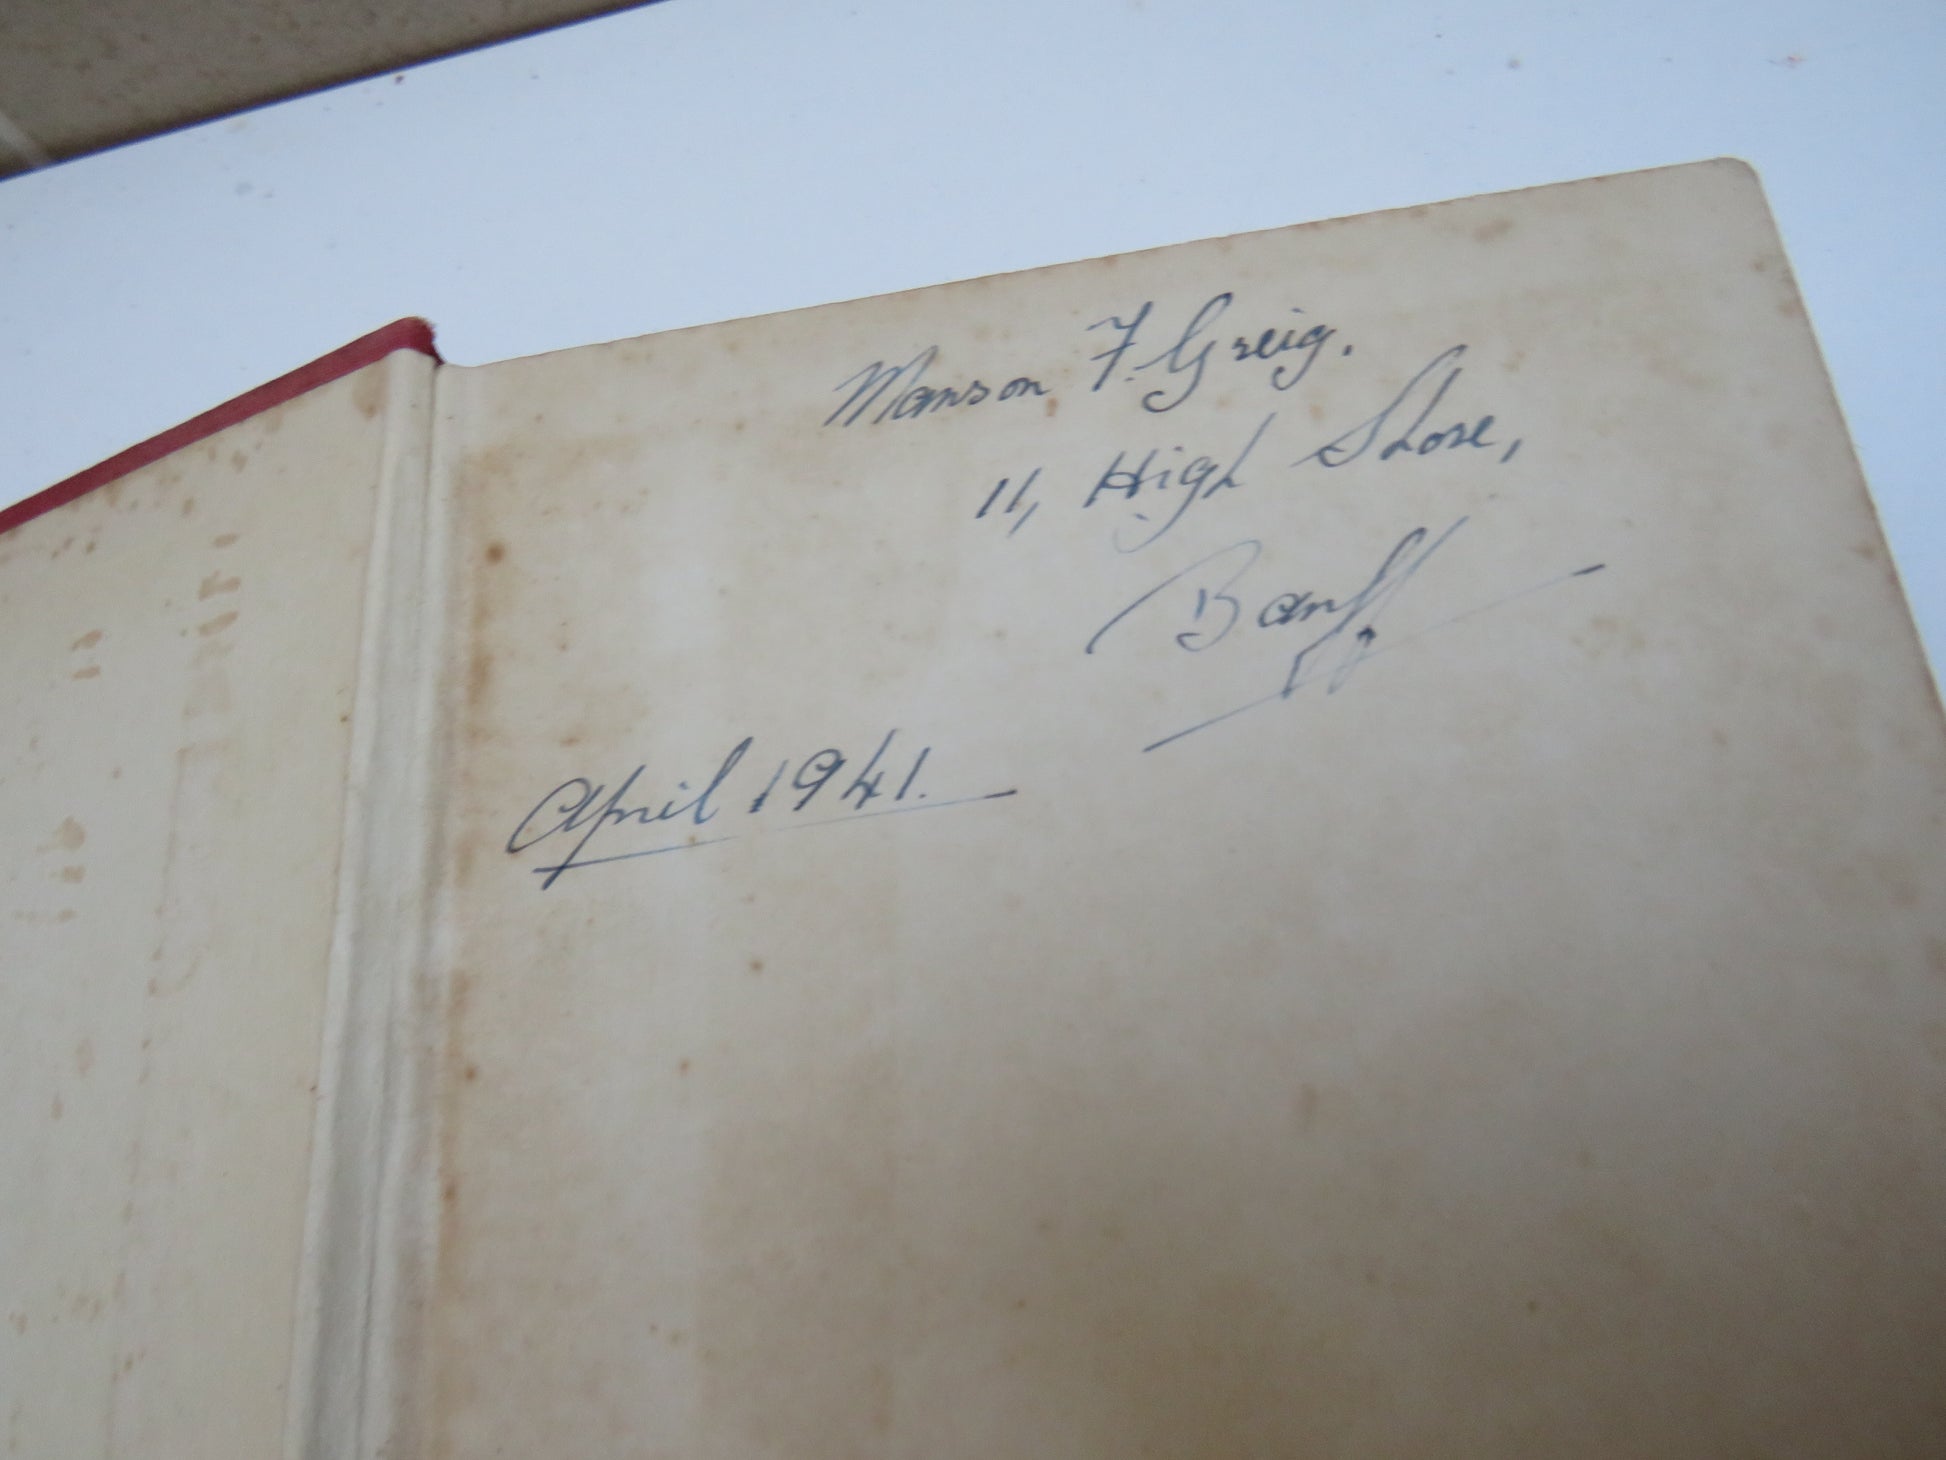 Manson F. Greig.
11, High Shore,
Banff
April 1941.